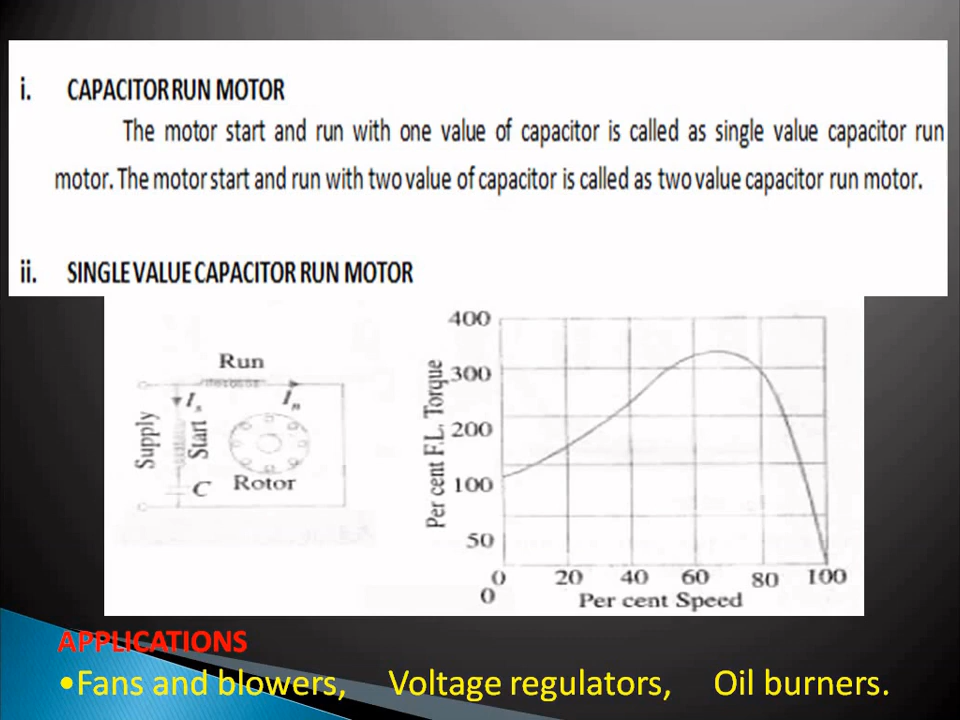 i. CAPACITOR RUN MOTOR
The motor start and run with one value of capacitor is called as single value capacitor run
motor. The motor start and run with two value of capacitor is called as two value capacitor run motor.
ii. SINGLE VALUE CAPACITOR RUN MOTOR
Run
Is
In
Supply
Start
C
Rotor
Per cent F.L. Torque
400
300
200
100
50
0
0 20 40 60 80 100
Per cent Speed
APPLICATIONS
•Fans and blowers, Voltage regulators, Oil burners.